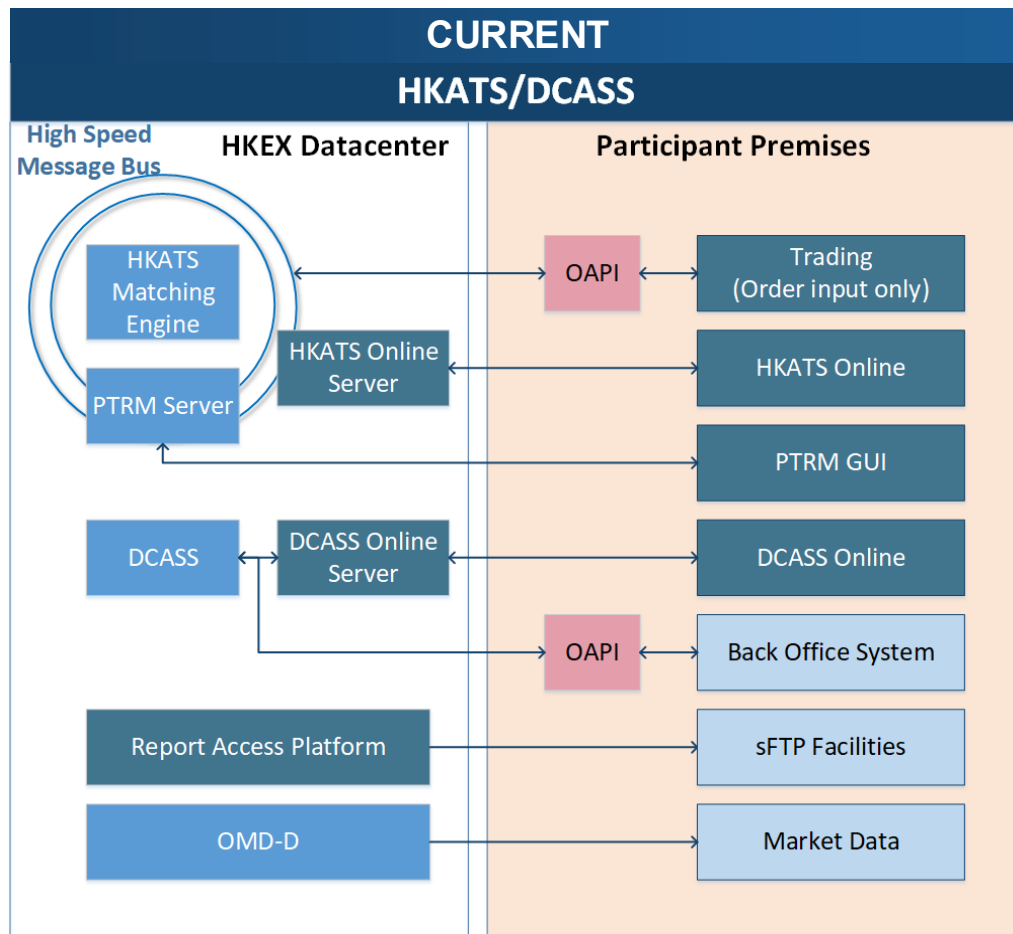 CURRENT
HKATS/DCASS
High Speed
Message Bus
HKEX Datacenter
Participant Premises
HKATS
Matching
Engine
OAPI
Trading
(Order input only)
HKATS Online
Server
HKATS Online
PTRM Server
PTRM GUI
DCASS
DCASS Online
Server
DCASS Online
OAPI
Back Office System
Report Access Platform
sFTP Facilities
OMD-D
Market Data